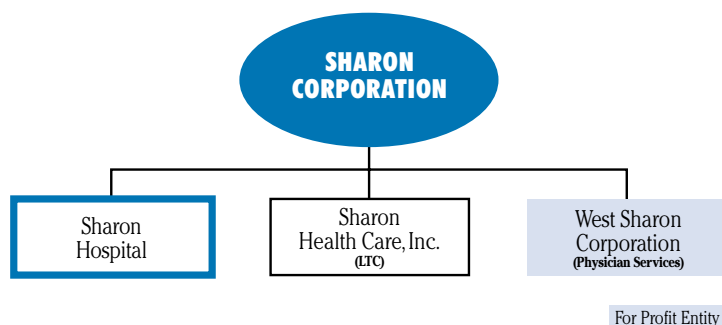 SHARON
CORPORATION
Sharon
Hospital
Sharon
Health Care, Inc.
(LTC)
West Sharon
Corporation
(Physician Services)
For Profit Entity